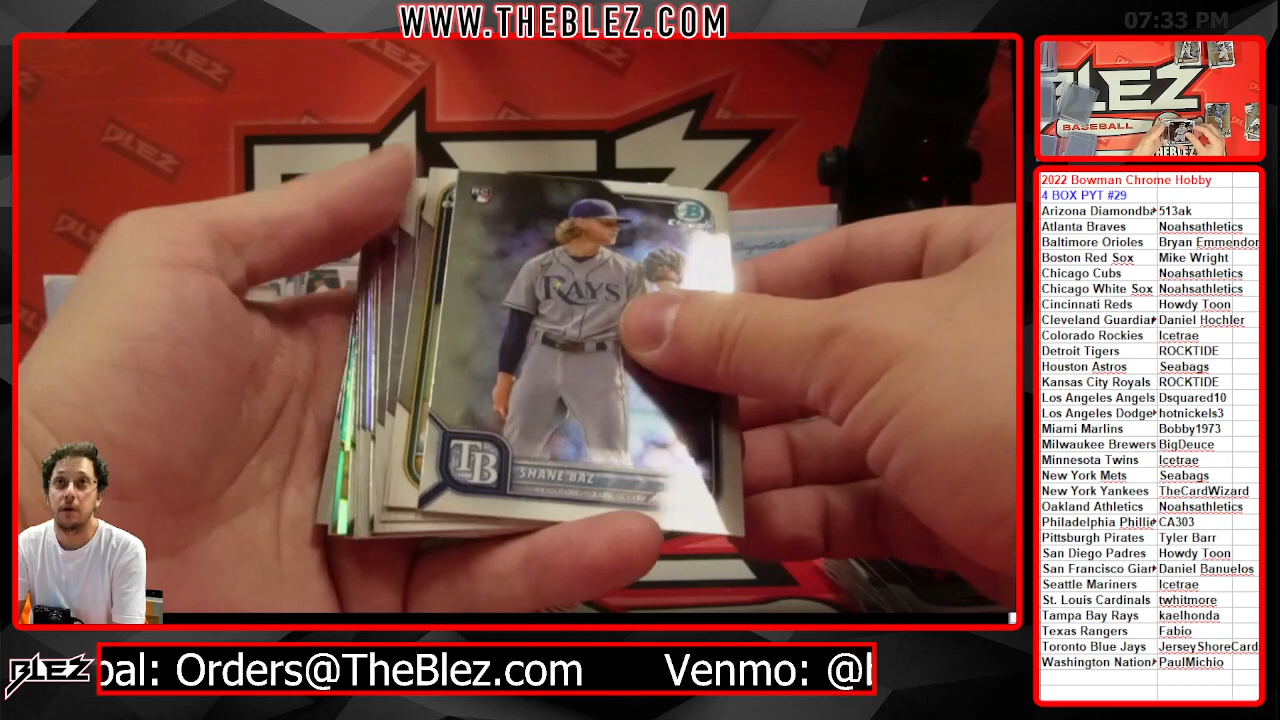 WWW.THEBLEZ.COM
07:33 PM
BLEZ
BLEZ
BLEZ
BLEZ
RC
B
RAYS
TB
SHANE BAZ
LEZ
BASEBALL
THEBLEZ
2022 Bowman Chrome Hobby
4 BOX PYT #29
Arizona Diamondba 513ak
Atlanta Braves Noahsathletics
Baltimore Orioles Bryan Emmendor
Boston Red Sox Mike Wright
Chicago Cubs Noahsathletics
Chicago White Sox Noahsathletics
Cincinnati Reds Howdy Toon
Cleveland Guardia Daniel Hochler
Colorado Rockies Icetrae
Detroit Tigers ROCKTIDE
Houston Astros Seabags
Kansas City Royals ROCKTIDE
Los Angeles Angels Dsquared10
Los Angeles Dodge hotnickels3
Miami Marlins Bobby1973
Milwaukee Brewers BigDeuce
Minnesota Twins Icetrae
New York Mets Seabags
New York Yankees TheCardWizard
Oakland Athletics Noahsathletics
Philadelphia Phillie CA303
Pittsburgh Pirates Tyler Barr
San Diego Padres Howdy Toon
San Francisco Gian Daniel Banuelos
Seattle Mariners Icetrae
St. Louis Cardinals twhitmore
Tampa Bay Rays kaelhonda
Texas Rangers Fabio
Toronto Blue Jays JerseyShoreCard
Washington Nation PaulMichio
BLEZ
pal: Orders@TheBlez.com Venmo: @b